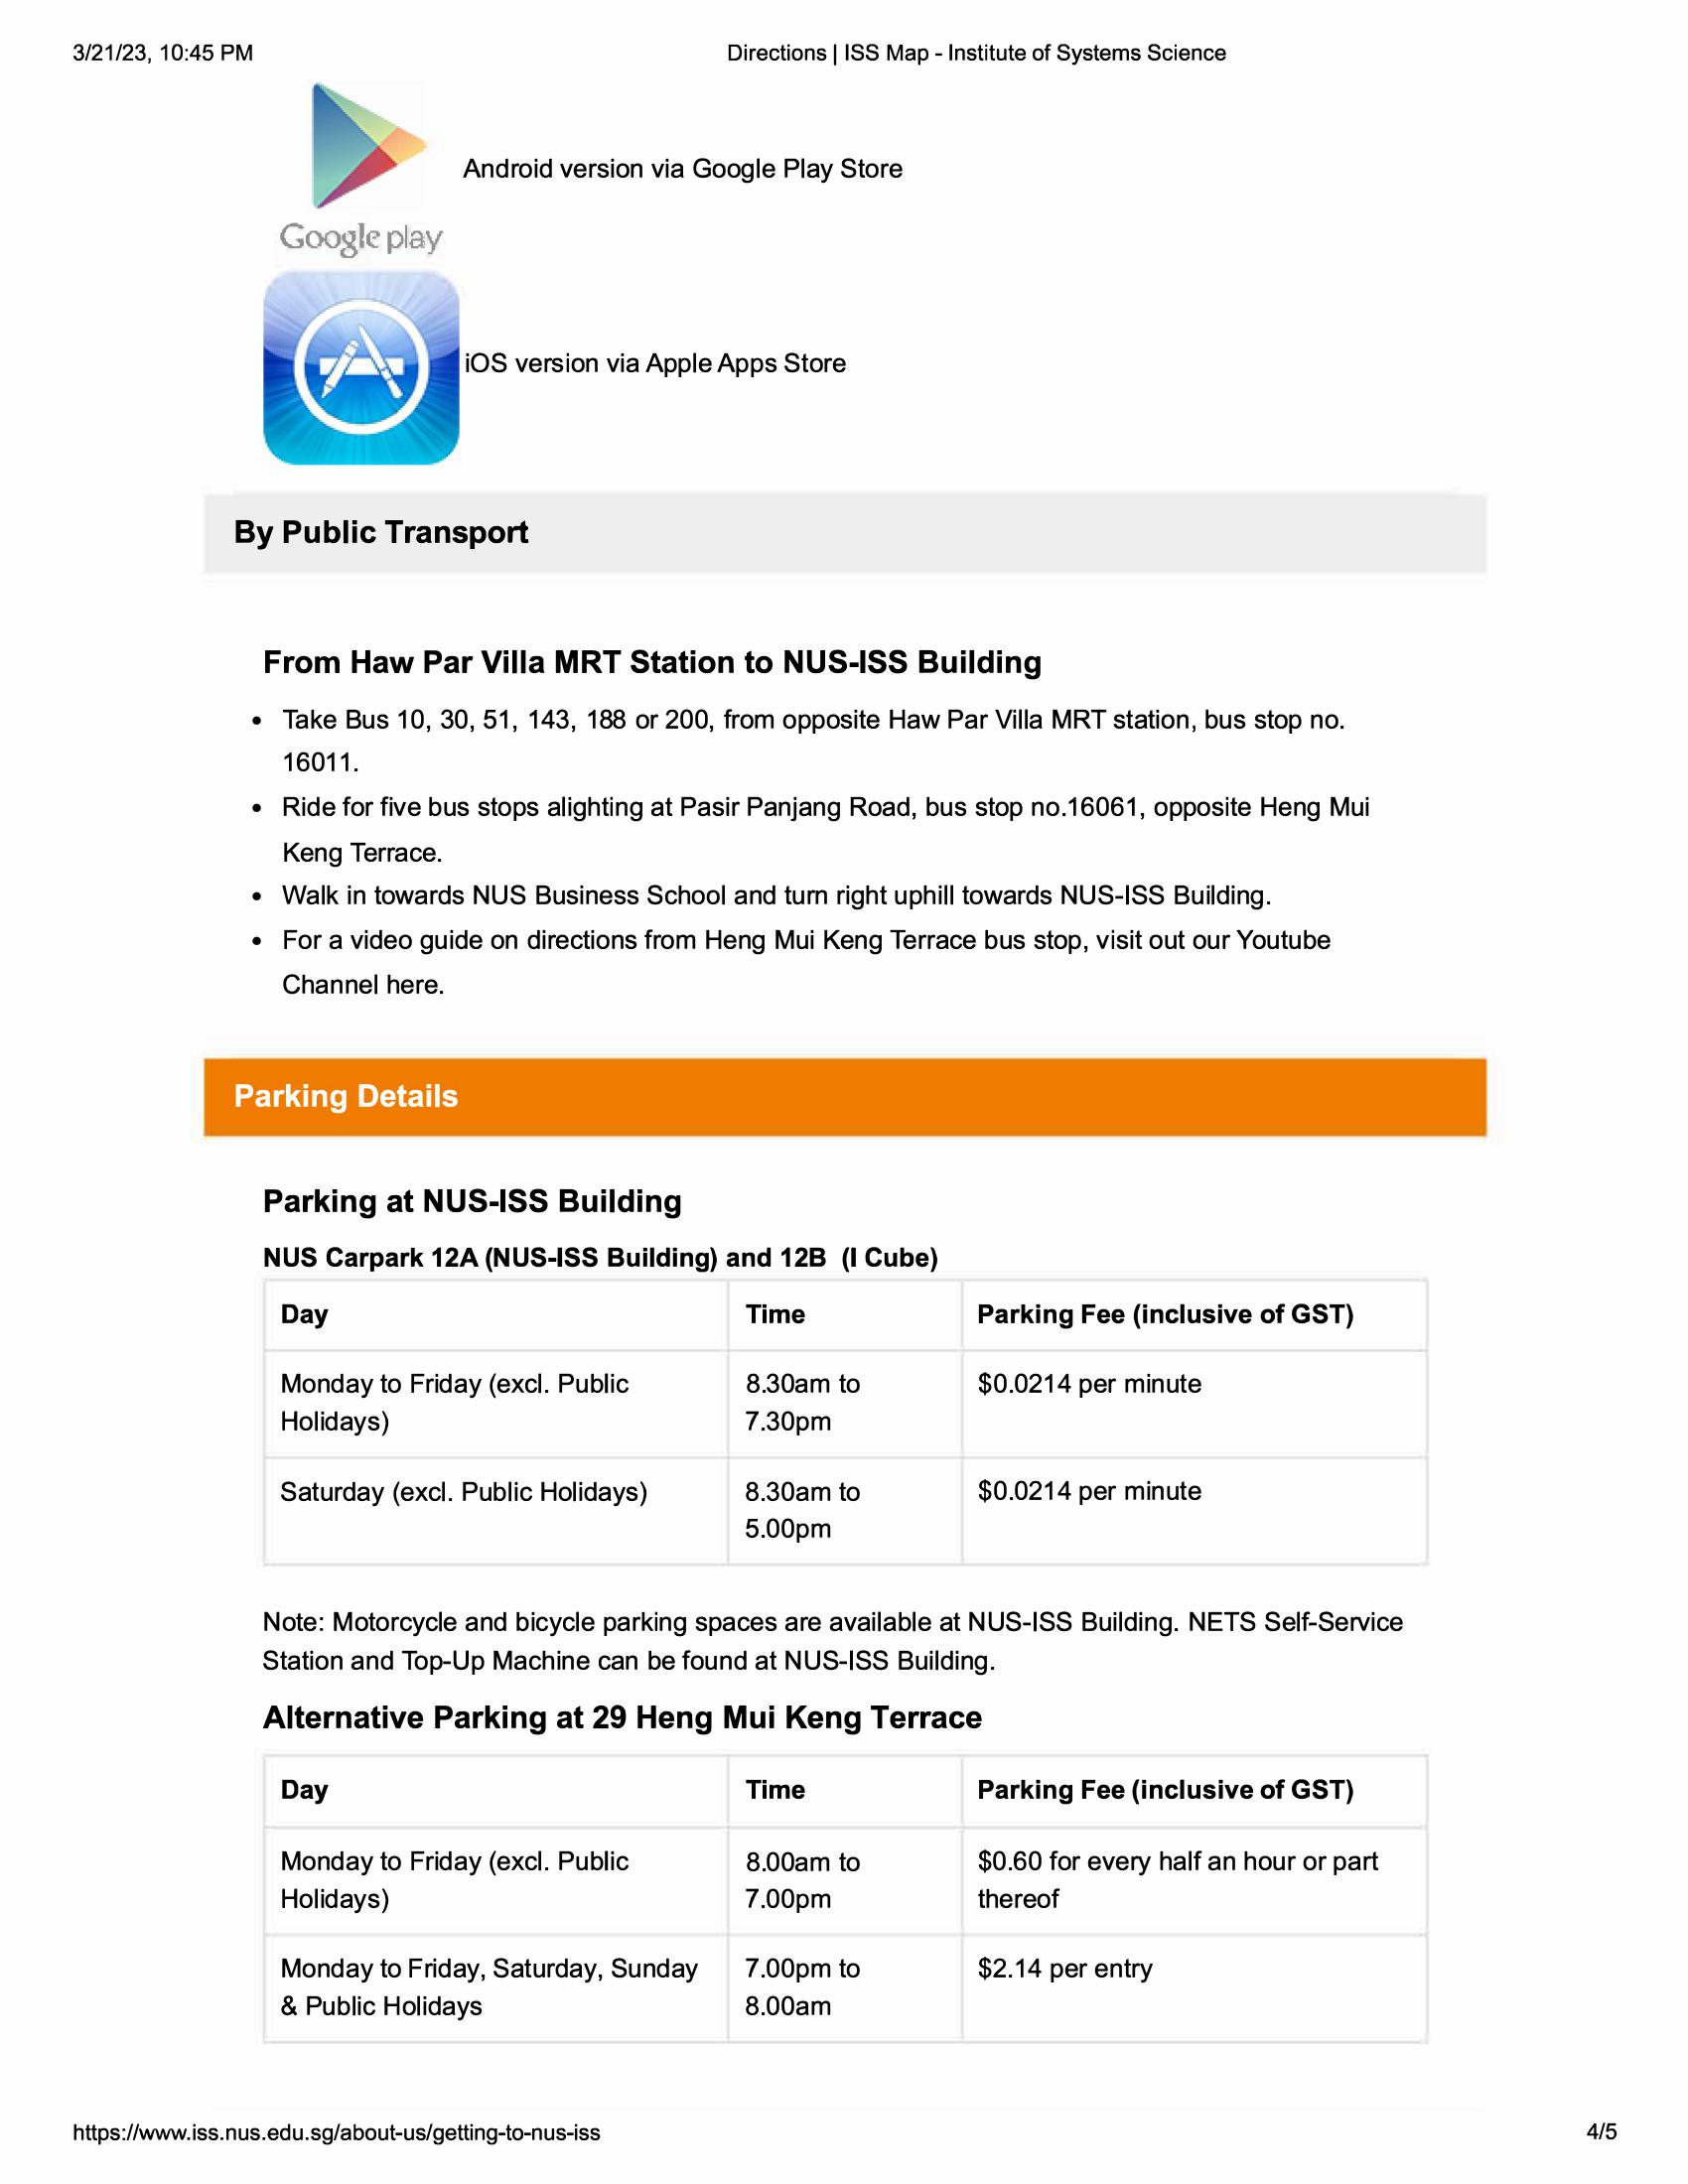 3/21/23, 10:45 PM
Directions | ISS Map - Institute of Systems Science
Android version via Google Play Store
Google play
iOS version via Apple Apps Store
By Public Transport
From Haw Par Villa MRT Station to NUS-ISS Building
• Take Bus 10, 30, 51, 143, 188 or 200, from opposite Haw Par Villa MRT station, bus stop no.
16011.
• Ride for five bus stops alighting at Pasir Panjang Road, bus stop no.16061, opposite Heng Mui
Keng Terrace.
• Walk in towards NUS Business School and turn right uphill towards NUS-ISS Building.
• For a video guide on directions from Heng Mui Keng Terrace bus stop, visit out our Youtube
Channel here.
Parking Details
Parking at NUS-ISS Building
NUS Carpark 12A (NUS-ISS Building) and 12B (I Cube)
Day Time Parking Fee (inclusive of GST)
Monday to Friday (excl. Public 8.30am to $0.0214 per minute
Holidays) 7.30pm
Saturday (excl. Public Holidays) 8.30am to $0.0214 per minute
5.00pm
Note: Motorcycle and bicycle parking spaces are available at NUS-ISS Building. NETS Self-Service
Station and Top-Up Machine can be found at NUS-ISS Building.
Alternative Parking at 29 Heng Mui Keng Terrace
Day Time Parking Fee (inclusive of GST)
Monday to Friday (excl. Public 8.00am to $0.60 for every half an hour or part
Holidays) 7.00pm thereof
Monday to Friday, Saturday, Sunday 7.00pm to $2.14 per entry
& Public Holidays 8.00am
https://www.iss.nus.edu.sg/about-us/getting-to-nus-iss
4/5